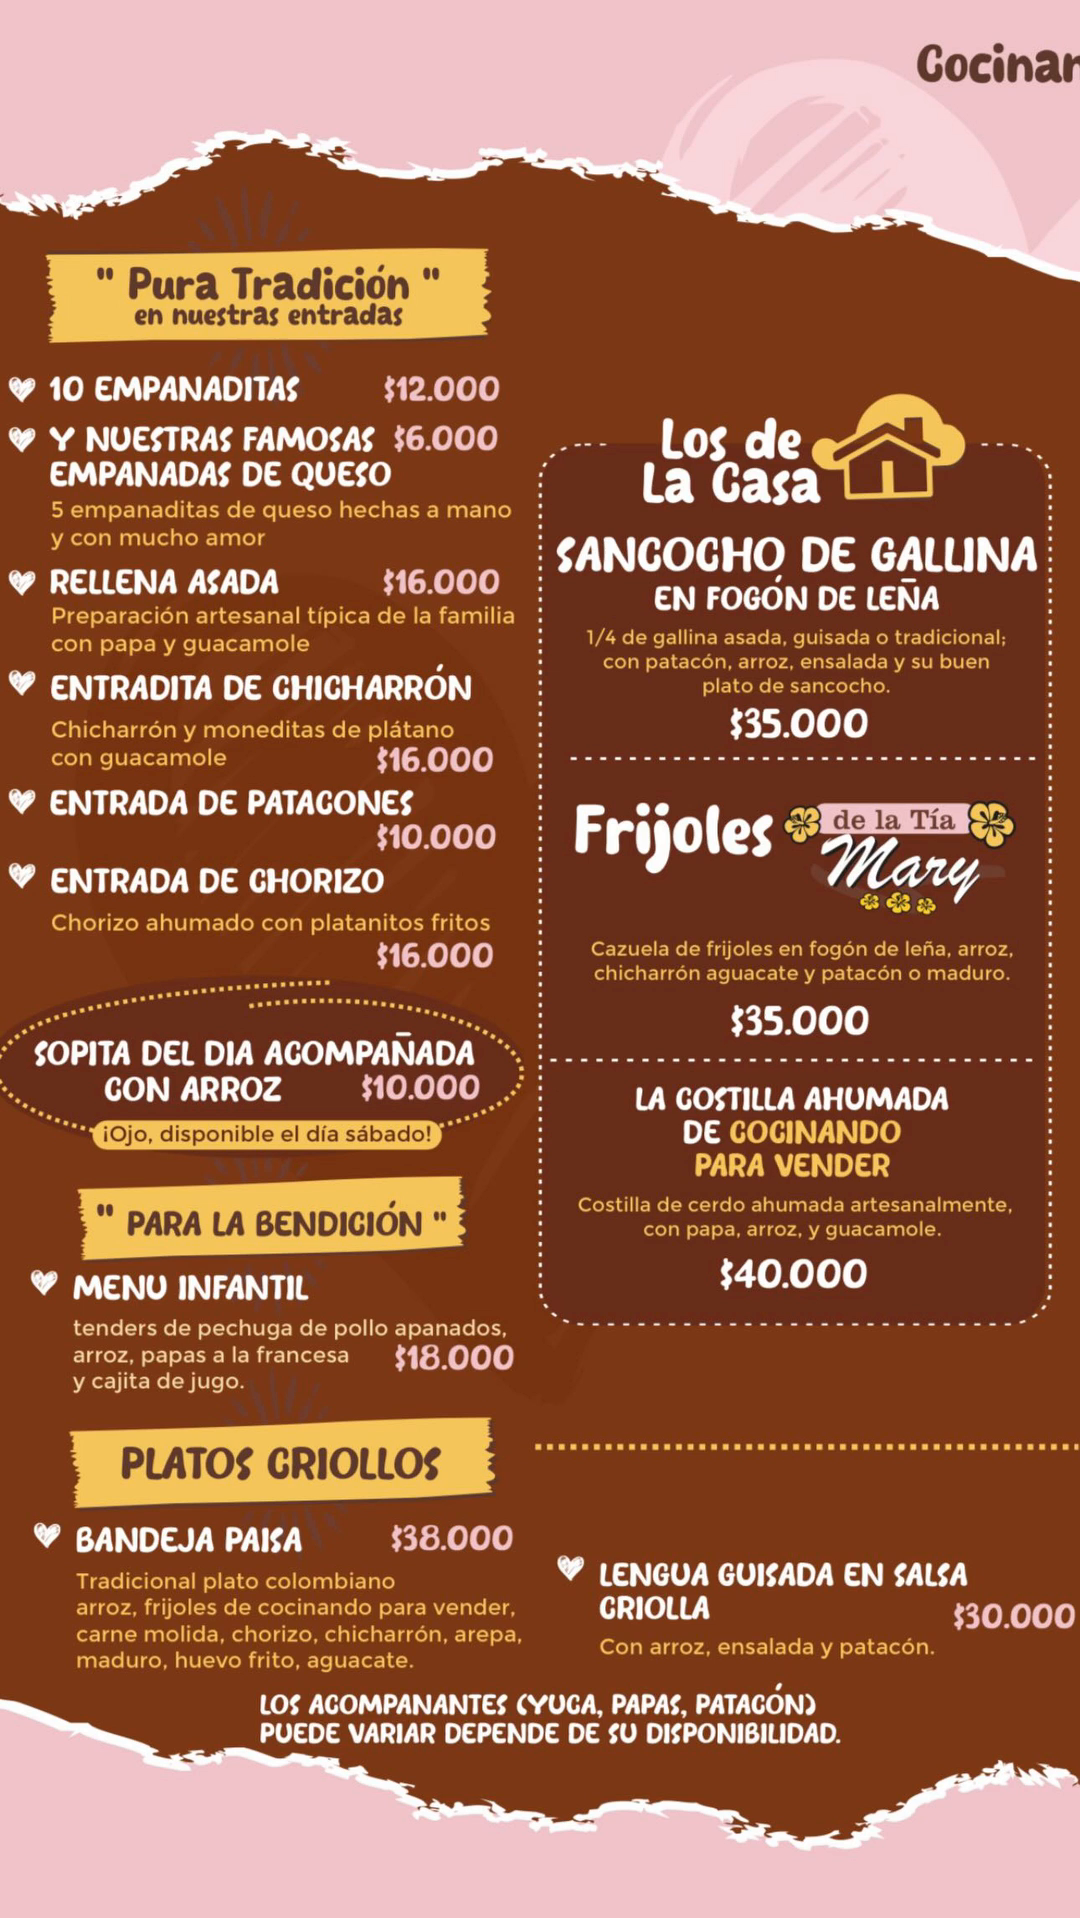 Cocinan
" Pura Tradición "
en nuestras entradas
10 EMPANADITAS $12.000
Y NUESTRAS FAMOSAS $6.000
EMPANADAS DE QUESO
5 empanaditas de queso hechas a mano
y con mucho amor
RELLENA ASADA $16.000
Preparación artesanal típica de la familia
con papa y guacamole
ENTRADITA DE CHICHARRÓN
Chicharrón y moneditas de plátano
con guacamole $16.000
ENTRADA DE PATACONES
$10.000
ENTRADA DE CHORIZO
Chorizo ahumado con platanitos fritos
$16.000
SOPITA DEL DIA ACOMPAÑADA
CON ARROZ $10.000
¡Ojo, disponible el día sábado!
" PARA LA BENDICIÓN "
MENU INFANTIL
tenders de pechuga de pollo apanados,
arroz, papas a la francesa $18.000
y cajita de jugo.
PLATOS CRIOLLOS
BANDEJA PAISA $38.000
Tradicional plato colombiano
arroz, frijoles de cocinando para vender,
carne molida, chorizo, chicharrón, arepa,
maduro, huevo frito, aguacate.
Los de
La Casa
SANCOCHO DE GALLINA
EN FOGÓN DE LEÑA
1/4 de gallina asada, guisada o tradicional;
con patacón, arroz, ensalada y su buen
plato de sancocho.
$35.000
Frijoles de la Tía
Mary
Cazuela de frijoles en fogón de leña, arroz,
chicharrón aguacate y patacón o maduro.
$35.000
LA COSTILLA AHUMADA
DE COCINANDO
PARA VENDER
Costilla de cerdo ahumada artesanalmente,
con papa, arroz, y guacamole.
$40.000
LENGUA GUISADA EN SALSA
CRIOLLA $30.000
Con arroz, ensalada y patacón.
LOS ACOMPANANTES (YUCA, PAPAS, PATACÓN)
PUEDE VARIAR DEPENDE DE SU DISPONIBILIDAD.